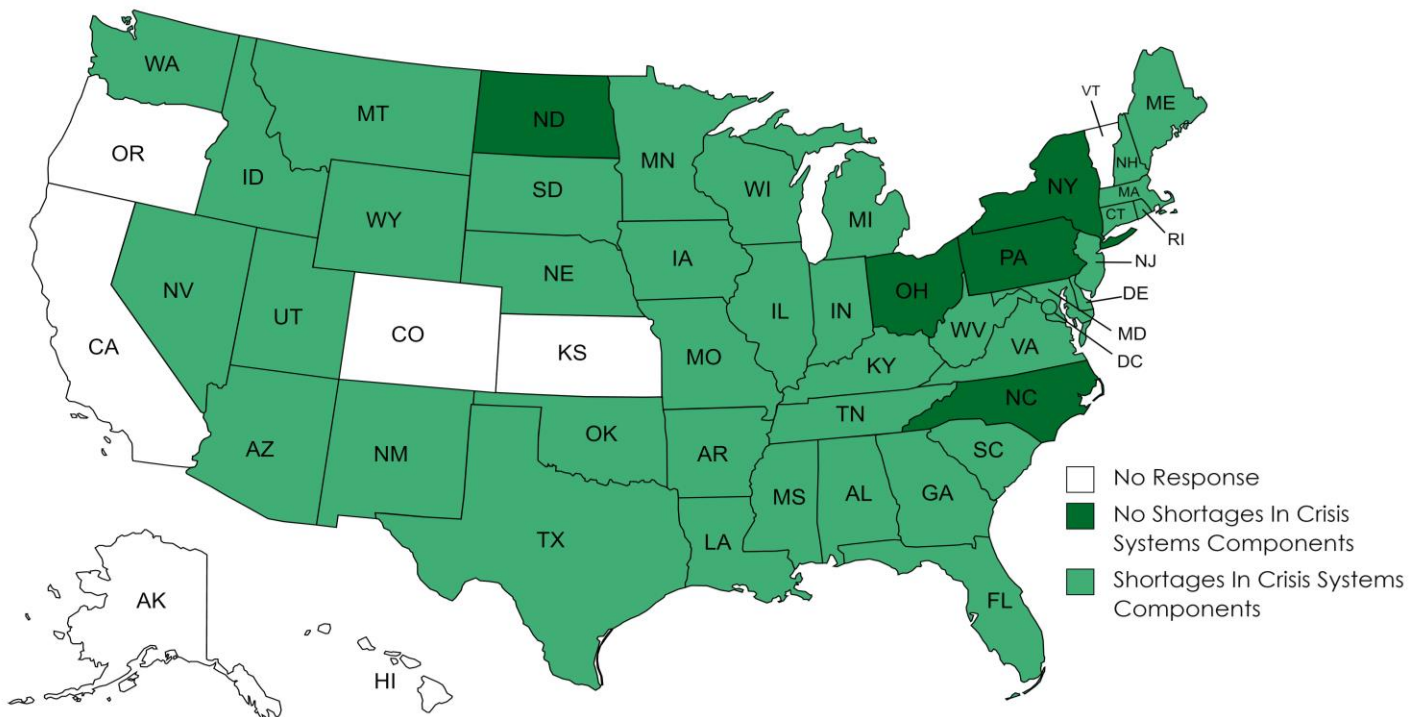 WA
VT
ME
MT
ND
OR
MN
NH
ID
SD
WI
NY
MA
WY
MI
CT
RI
IA
PA
NE
NJ
NV
OH
DE
UT
IL
IN
CO
WV
MD
CA
KS
MO
VA
DC
KY
NC
TN
OK
AZ
NM
AR
SC
No Response
MS
AL
GA
No Shortages In Crisis
Systems Components
TX
LA
Shortages In Crisis Systems
Components
FL
AK
HI